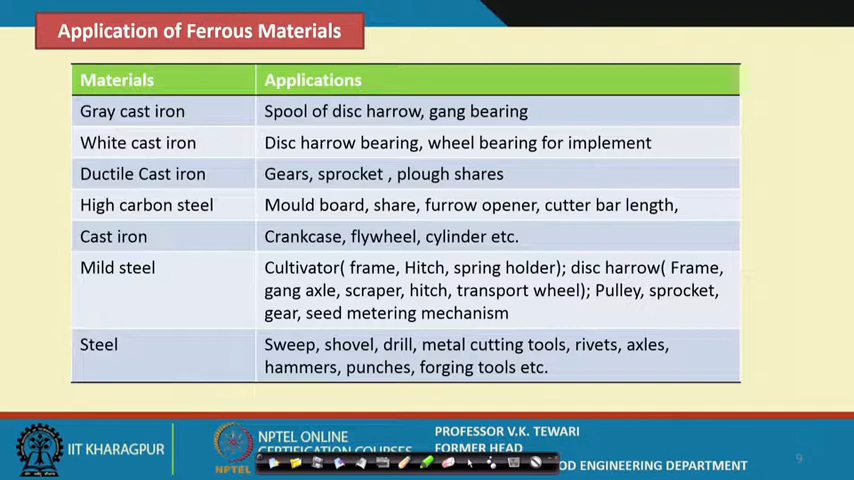 Application of Ferrous Materials
Materials Applications
Gray cast iron Spool of disc harrow, gang bearing
White cast iron Disc harrow bearing, wheel bearing for implement
Ductile Cast iron Gears, sprocket , plough shares
High carbon steel Mould board, share, furrow opener, cutter bar length,
Cast iron Crankcase, flywheel, cylinder etc.
Mild steel Cultivator( frame, Hitch, spring holder); disc harrow( Frame,
gang axle, scraper, hitch, transport wheel); Pulley, sprocket,
gear, seed metering mechanism
Steel Sweep, shovel, drill, metal cutting tools, rivets, axles,
hammers, punches, forging tools etc.
IIT KHARAGPUR
NPTEL
NPTEL ONLINE
CERTIFICATION COURSES
PROFESSOR V.K. TEWARI
FORMER HEAD
OD ENGINEERING DEPARTMENT
9